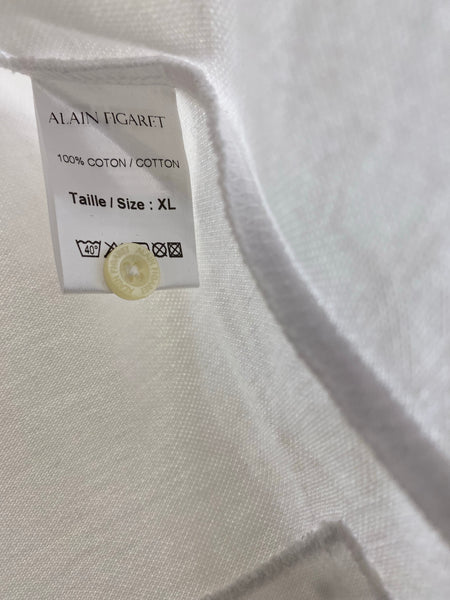 ALAIN FIGARET
100% COTON / COTTON
Taille / Size : XL
40°